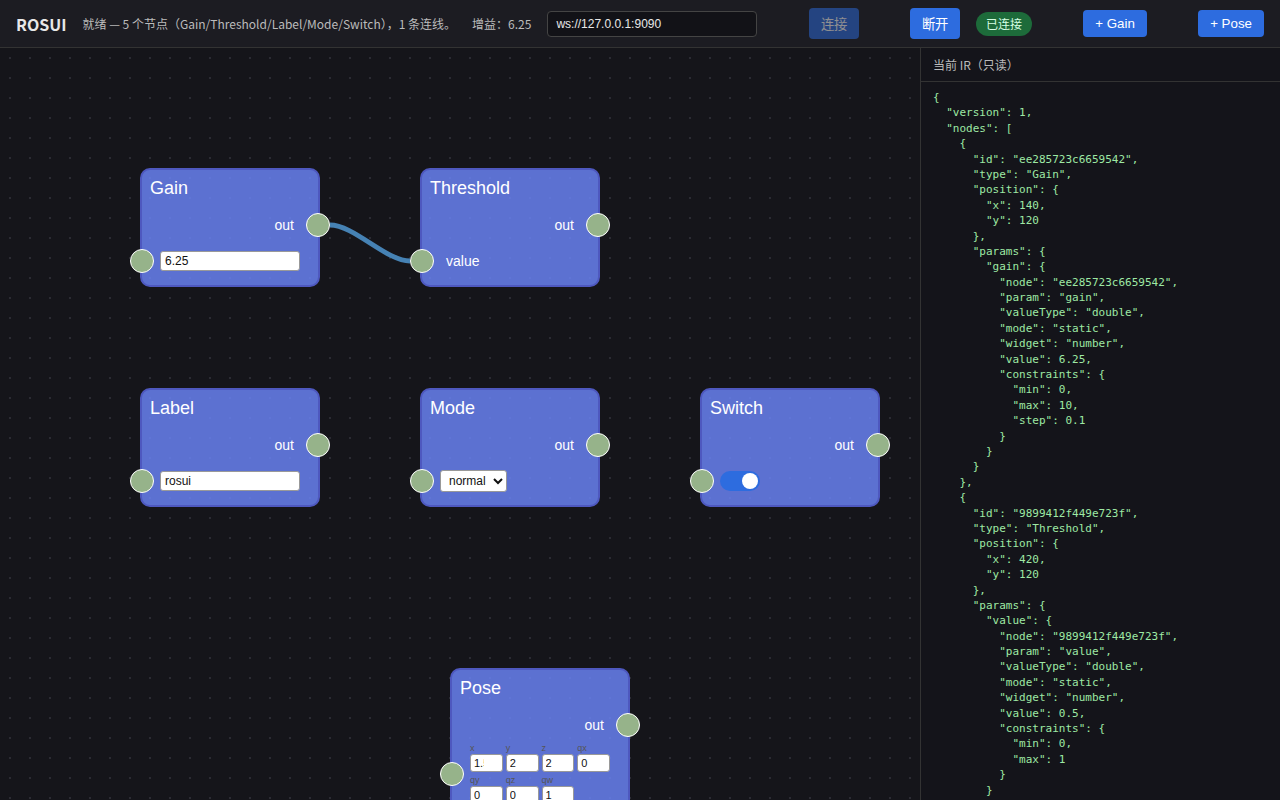 ROSUI 就绪 — 5 个节点（Gain/Threshold/Label/Mode/Switch），1 条连线。 增益：6.25 ws://127.0.0.1:9090 连接 断开 已连接 + Gain + Pose
Gain
out
6.25
Threshold
out
value
Label
out
rosui
Mode
out
normal
Switch
out
Pose
out
x y z qx
1. 2 2 0
qy qz qw
0 0 1
当前 IR（只读）
{
"version": 1,
"nodes": [
{
"id": "ee285723c6659542",
"type": "Gain",
"position": {
"x": 140,
"y": 120
},
"params": {
"gain": {
"node": "ee285723c6659542",
"param": "gain",
"valueType": "double",
"mode": "static",
"widget": "number",
"value": 6.25,
"constraints": {
"min": 0,
"max": 10,
"step": 0.1
}
}
}
},
{
"id": "9899412f449e723f",
"type": "Threshold",
"position": {
"x": 420,
"y": 120
},
"params": {
"value": {
"node": "9899412f449e723f",
"param": "value",
"valueType": "double",
"mode": "static",
"widget": "number",
"value": 0.5,
"constraints": {
"min": 0,
"max": 1
}
}